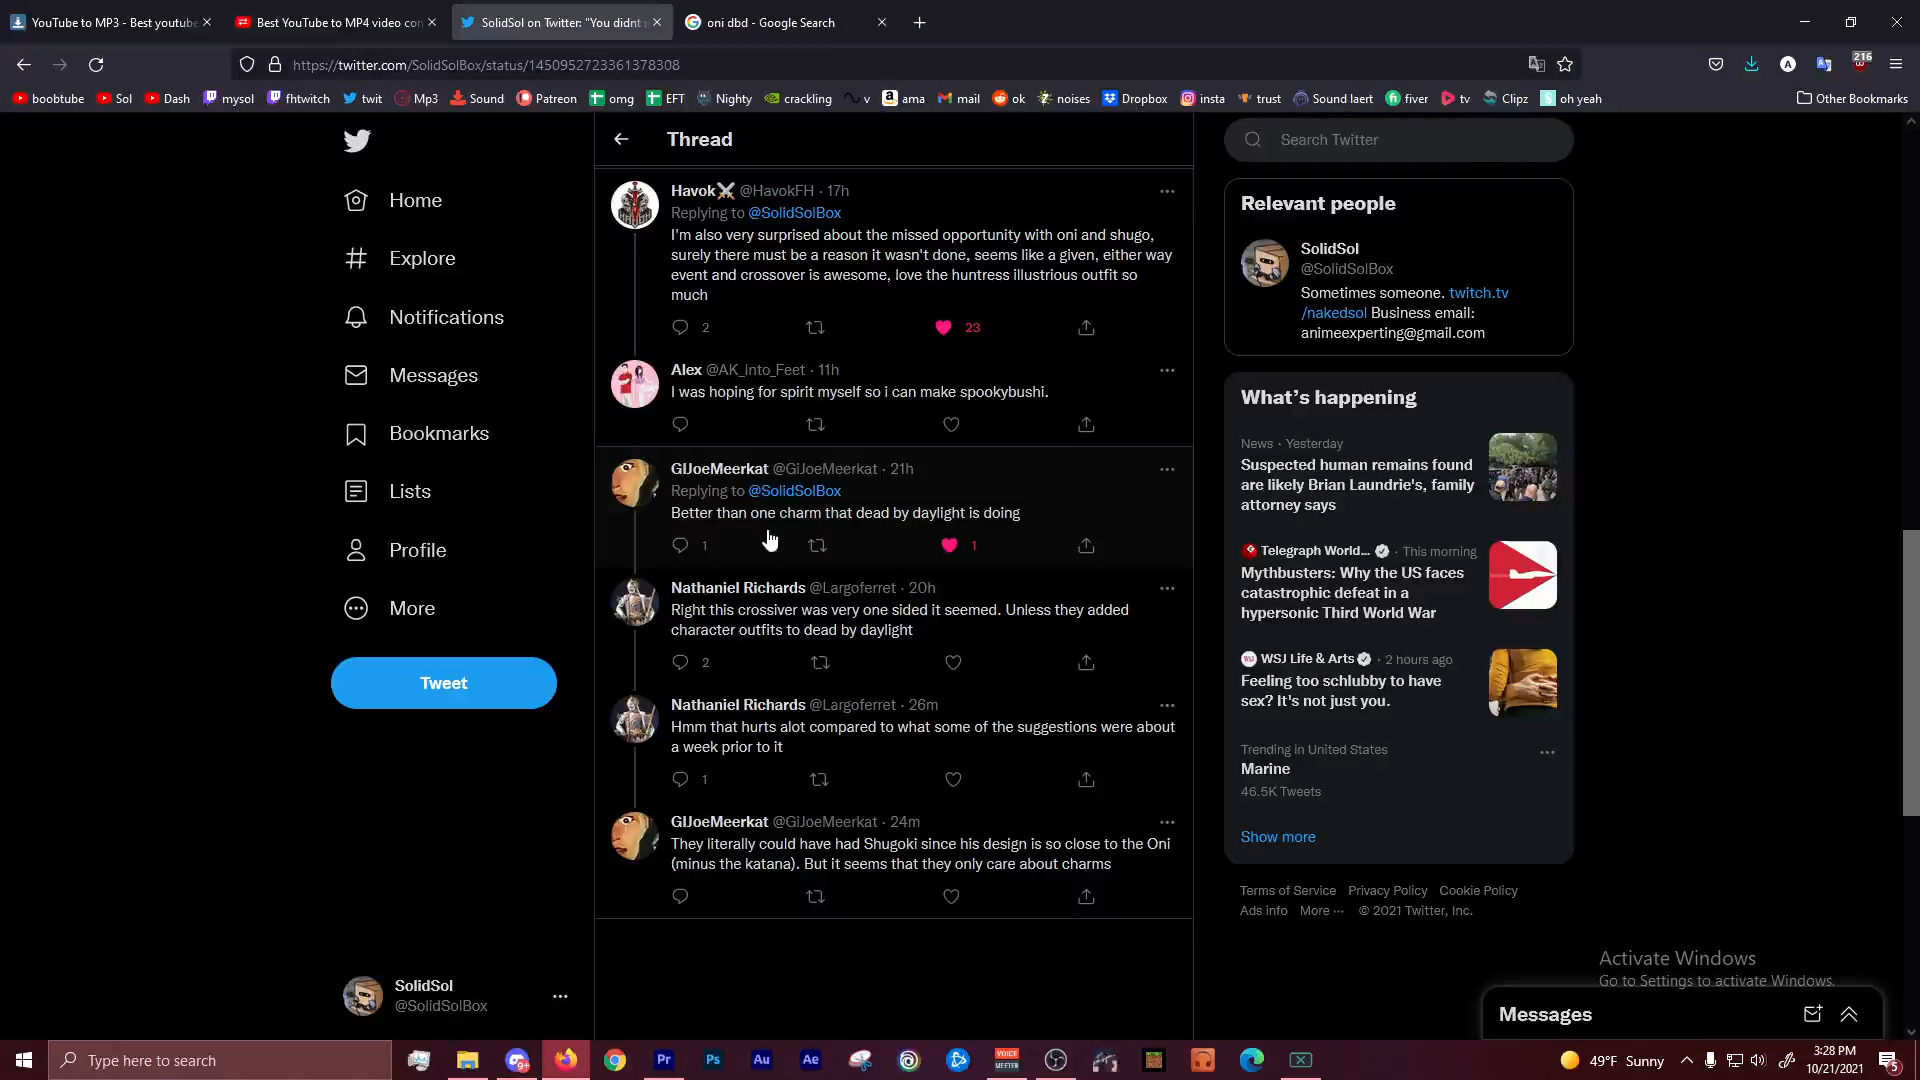 YouTube to MP3 - Best youtube
Best YouTube to MP4 video con
SolidSol on Twitter: "You didnt
oni dbd - Google Search
https://twitter.com/SolidSolBox/status/1450952723361378308
216
boobtube
Sol
Dash
mysol
fhtwitch
twit
Mp3
Sound
Patreon
omg
EFT
Nighty
crackling
v
ama
mail
ok
noises
Dropbox
insta
trust
Sound laert
fiver
tv
Clipz
oh yeah
Other Bookmarks
Home
Explore
Notifications
Messages
Bookmarks
Lists
Profile
More
Tweet
SolidSol
@SolidSolBox
Thread
Havok⚔ @HavokFH · 17h
Replying to @SolidSolBox
I'm also very surprised about the missed opportunity with oni and shugo,
surely there must be a reason it wasn't done, seems like a given, either way
event and crossover is awesome, love the huntress illustrious outfit so
much
2
23
Alex @AK_Into_Feet · 11h
I was hoping for spirit myself so i can make spookybushi.
GIJoeMeerkat @GiJoeMeerkat · 21h
Replying to @SolidSolBox
Better than one charm that dead by daylight is doing
1
1
Nathaniel Richards @Largoferret · 20h
Right this crossiver was very one sided it seemed. Unless they added
character outfits to dead by daylight
2
Nathaniel Richards @Largoferret · 26m
Hmm that hurts alot compared to what some of the suggestions were about
a week prior to it
1
GIJoeMeerkat @GiJoeMeerkat · 24m
They literally could have had Shugoki since his design is so close to the Oni
(minus the katana). But it seems that they only care about charms
Search Twitter
Relevant people
SolidSol
@SolidSolBox
Sometimes someone. twitch.tv
/nakedsol Business email:
animeexperting@gmail.com
What's happening
News · Yesterday
Suspected human remains found
are likely Brian Laundrie's, family
attorney says
Telegraph World... · This morning
Mythbusters: Why the US faces
catastrophic defeat in a
hypersonic Third World War
WSJ Life & Arts · 2 hours ago
Feeling too schlubby to have
sex? It's not just you.
Trending in United States
Marine
46.5K Tweets
Show more
Terms of Service Privacy Policy Cookie Policy
Ads info More ··· © 2021 Twitter, Inc.
Activate Windows
Go to Settings to activate Windows.
Messages
Type here to search
9+
Pr
Ps
Au
Ae
VOICE
MEETER
49°F Sunny
3:28 PM
10/21/2021
5